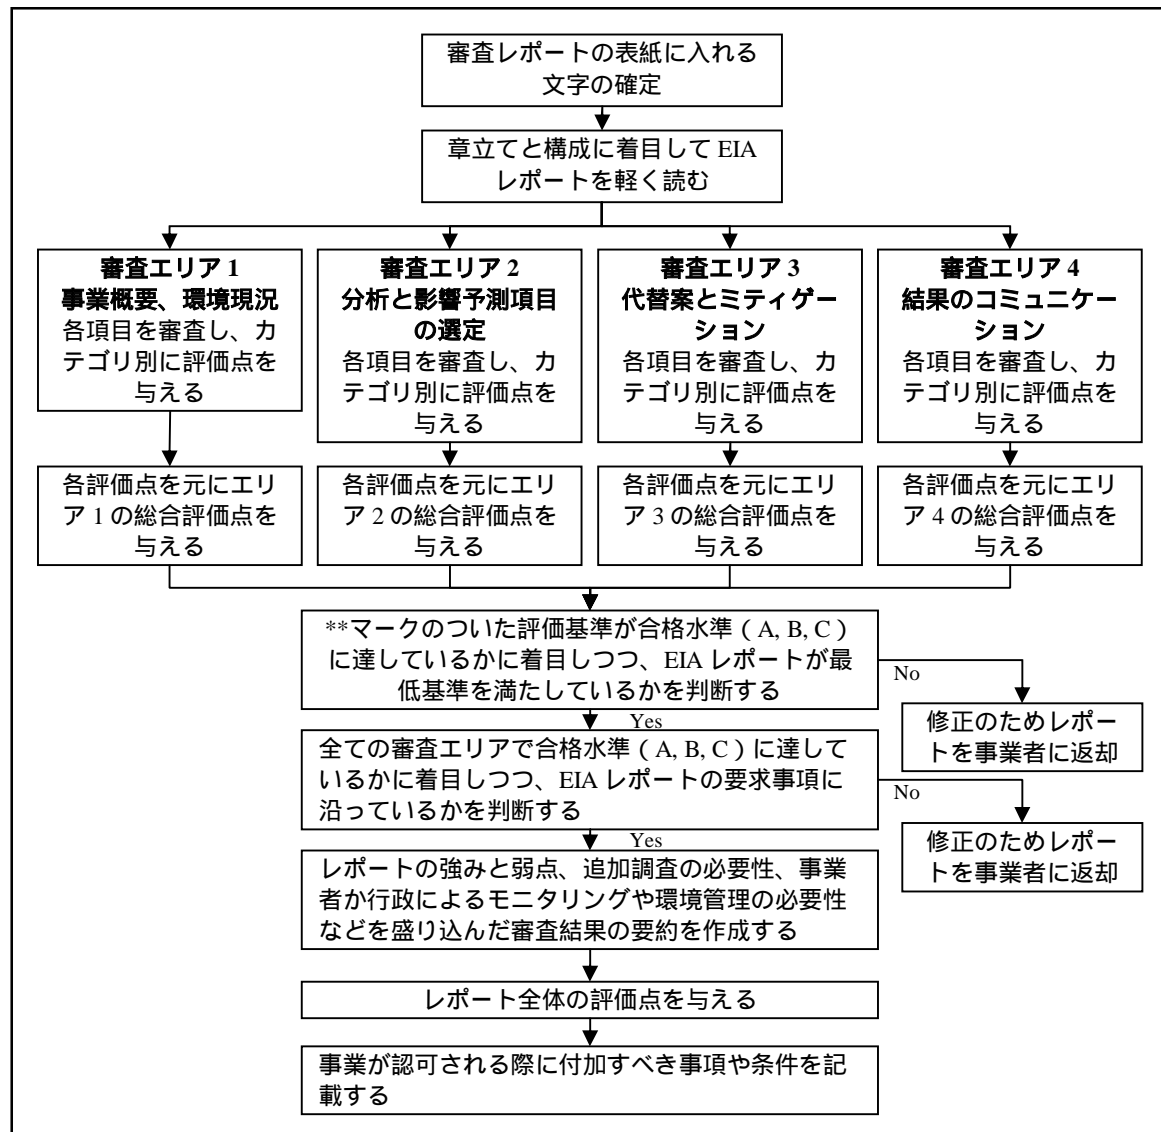 審査レポートの表紙に入れる
文字の確定
章立てと構成に着目して EIA
レポートを軽く読む
審査エリア 1
事業概要、環境現況
各項目を審査し、カ
テゴリ別に評価点を
与える
審査エリア 2
分析と影響予測項目
の選定
各項目を審査し、カ
テゴリ別に評価点を
与える
審査エリア 3
代替案とミティゲー
ション
各項目を審査し、カ
テゴリ別に評価点を
与える
審査エリア 4
結果のコミュニケー
ション
各項目を審査し、カ
テゴリ別に評価点を
与える
各評価点を元にエリ
ア 1 の総合評価点を
与える
各評価点を元にエリ
ア 2 の総合評価点を
与える
各評価点を元にエリ
ア 3 の総合評価点を
与える
各評価点を元にエリ
ア 4 の総合評価点を
与える
**マークのついた評価基準が合格水準（A, B, C）
に達しているかに着目しつつ、EIA レポートが最
低基準を満たしているかを判断する
No
修正のためレポー
トを事業者に返却
Yes
全ての審査エリアで合格水準（A, B, C）に達して
いるかに着目しつつ、EIA レポートの要求事項に
沿っているかを判断する
No
修正のためレポー
トを事業者に返却
Yes
レポートの強みと弱点、追加調査の必要性、事業
者か行政によるモニタリングや環境管理の必要性
などを盛り込んだ審査結果の要約を作成する
レポート全体の評価点を与える
事業が認可される際に付加すべき事項や条件を記
載する